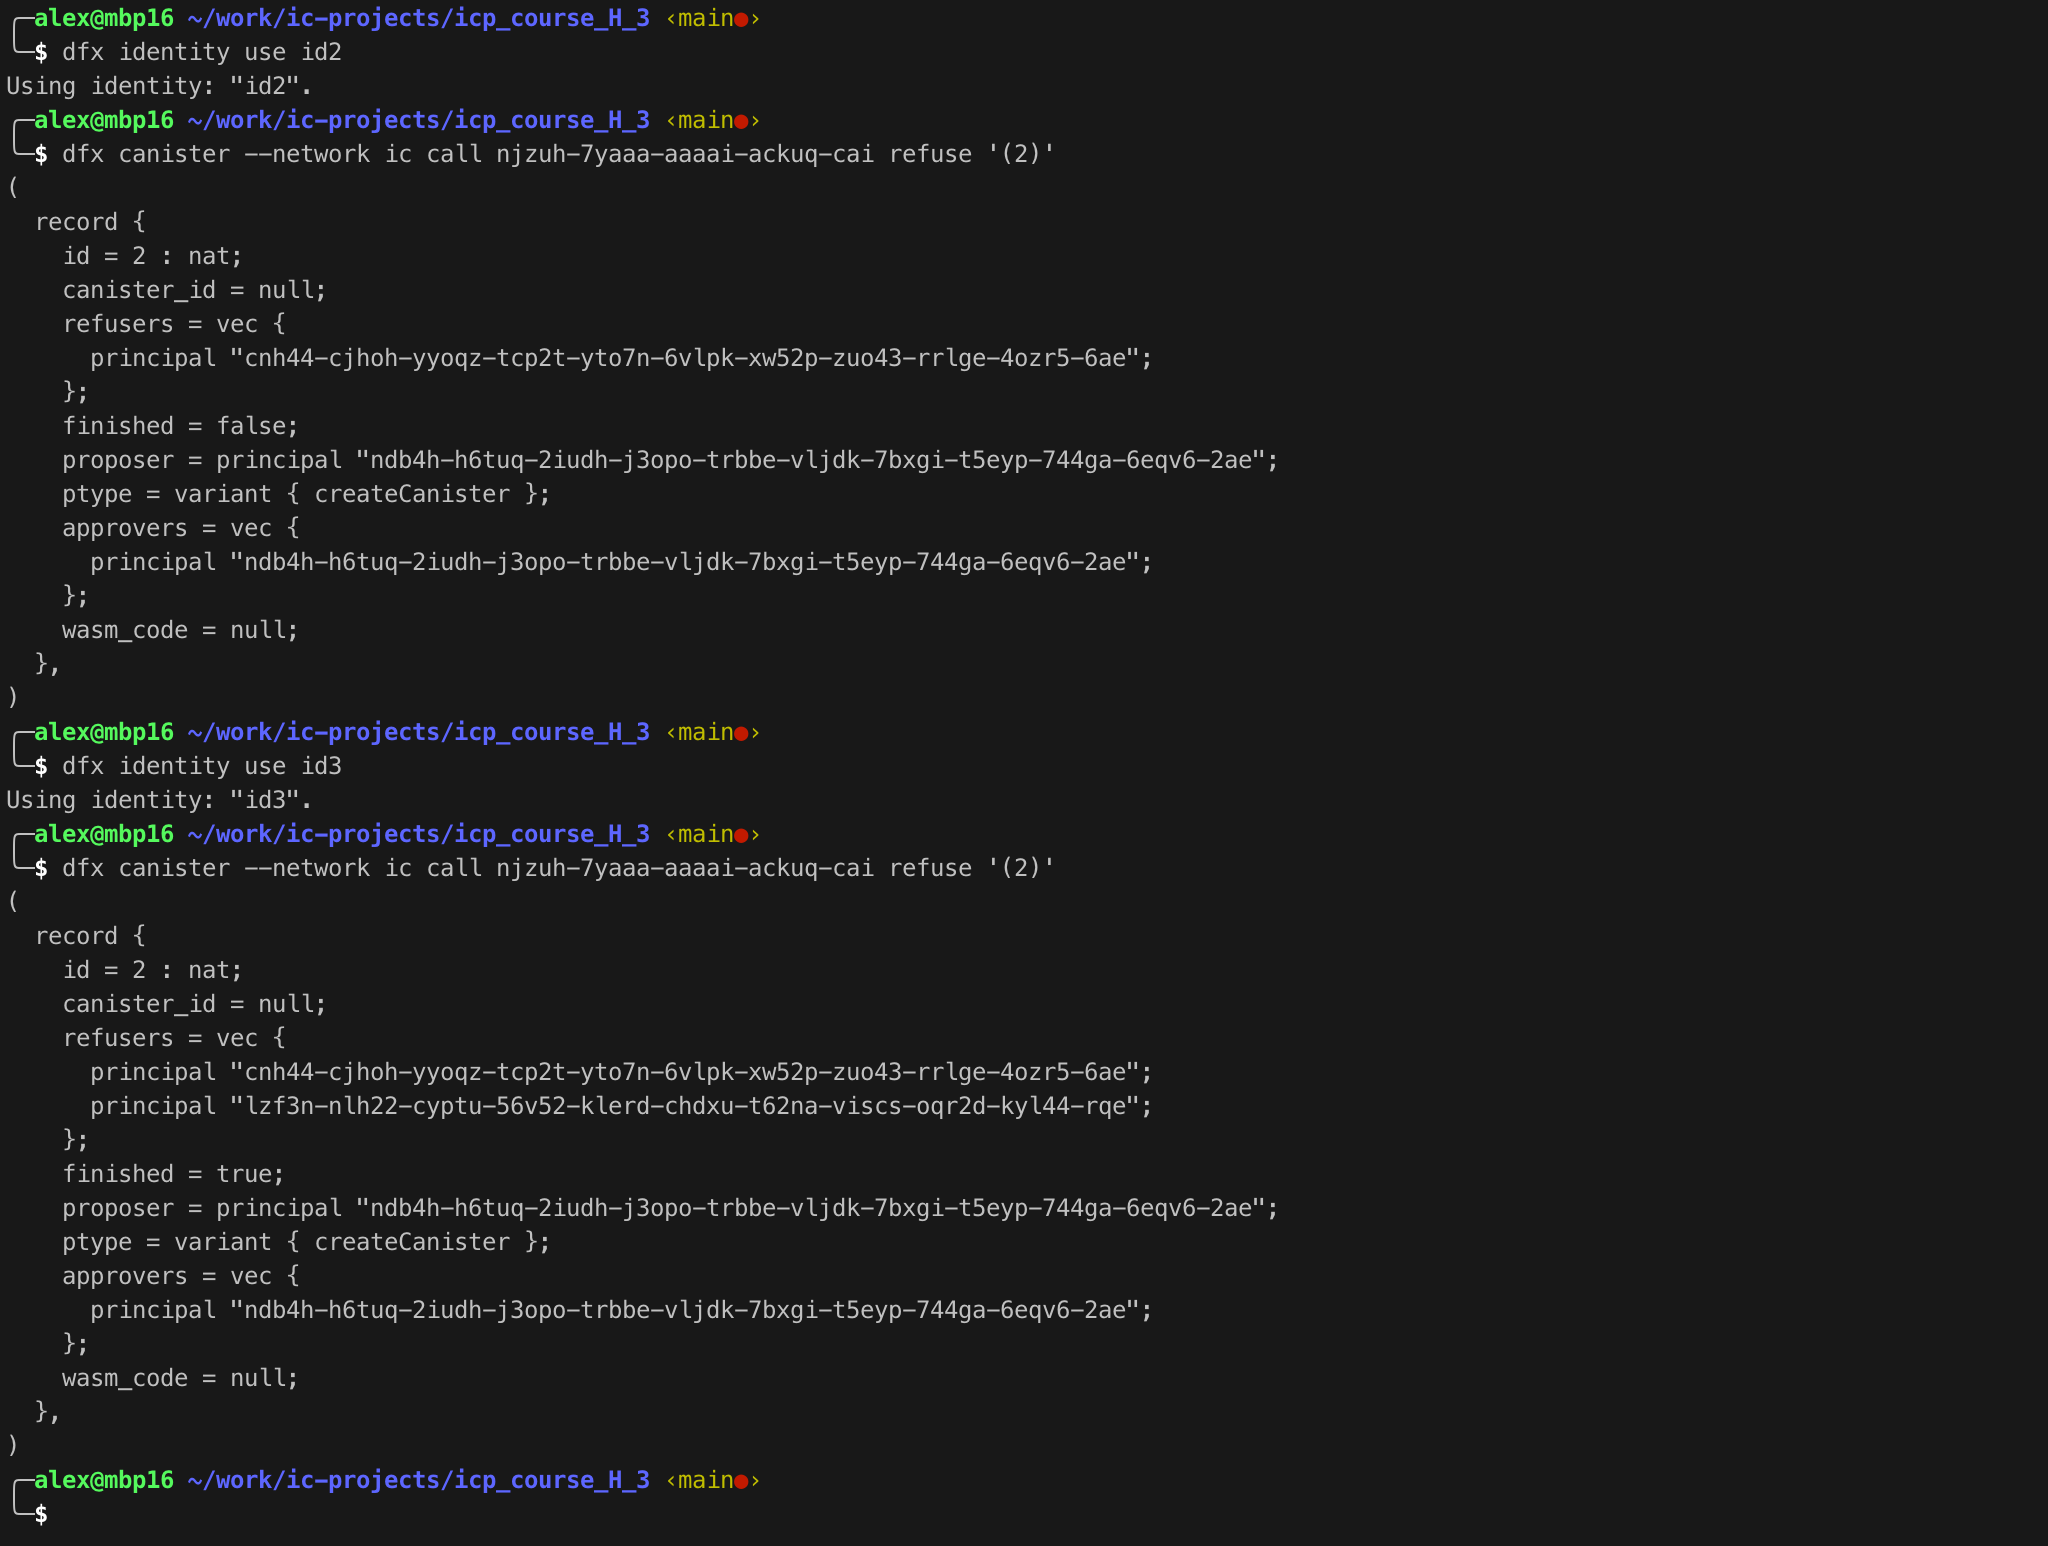 alex@mbp16 ~/work/ic-projects/icp_course_H_3 ‹main●›
$ dfx identity use id2
Using identity: "id2".
alex@mbp16 ~/work/ic-projects/icp_course_H_3 ‹main●›
$ dfx canister --network ic call njzuh-7yaaa-aaaai-ackuq-cai refuse '(2)'
(
  record {
    id = 2 : nat;
    canister_id = null;
    refusers = vec {
      principal "cnh44-cjhoh-yyoqz-tcp2t-yto7n-6vlpk-xw52p-zuo43-rrlge-4ozr5-6ae";
    };
    finished = false;
    proposer = principal "ndb4h-h6tuq-2iudh-j3opo-trbbe-vljdk-7bxgi-t5eyp-744ga-6eqv6-2ae";
    ptype = variant { createCanister };
    approvers = vec {
      principal "ndb4h-h6tuq-2iudh-j3opo-trbbe-vljdk-7bxgi-t5eyp-744ga-6eqv6-2ae";
    };
    wasm_code = null;
  },
)
alex@mbp16 ~/work/ic-projects/icp_course_H_3 ‹main●›
$ dfx identity use id3
Using identity: "id3".
alex@mbp16 ~/work/ic-projects/icp_course_H_3 ‹main●›
$ dfx canister --network ic call njzuh-7yaaa-aaaai-ackuq-cai refuse '(2)'
(
  record {
    id = 2 : nat;
    canister_id = null;
    refusers = vec {
      principal "cnh44-cjhoh-yyoqz-tcp2t-yto7n-6vlpk-xw52p-zuo43-rrlge-4ozr5-6ae";
      principal "lzf3n-nlh22-cyptu-56v52-klerd-chdxu-t62na-viscs-oqr2d-kyl44-rqe";
    };
    finished = true;
    proposer = principal "ndb4h-h6tuq-2iudh-j3opo-trbbe-vljdk-7bxgi-t5eyp-744ga-6eqv6-2ae";
    ptype = variant { createCanister };
    approvers = vec {
      principal "ndb4h-h6tuq-2iudh-j3opo-trbbe-vljdk-7bxgi-t5eyp-744ga-6eqv6-2ae";
    };
    wasm_code = null;
  },
)
alex@mbp16 ~/work/ic-projects/icp_course_H_3 ‹main●›
$